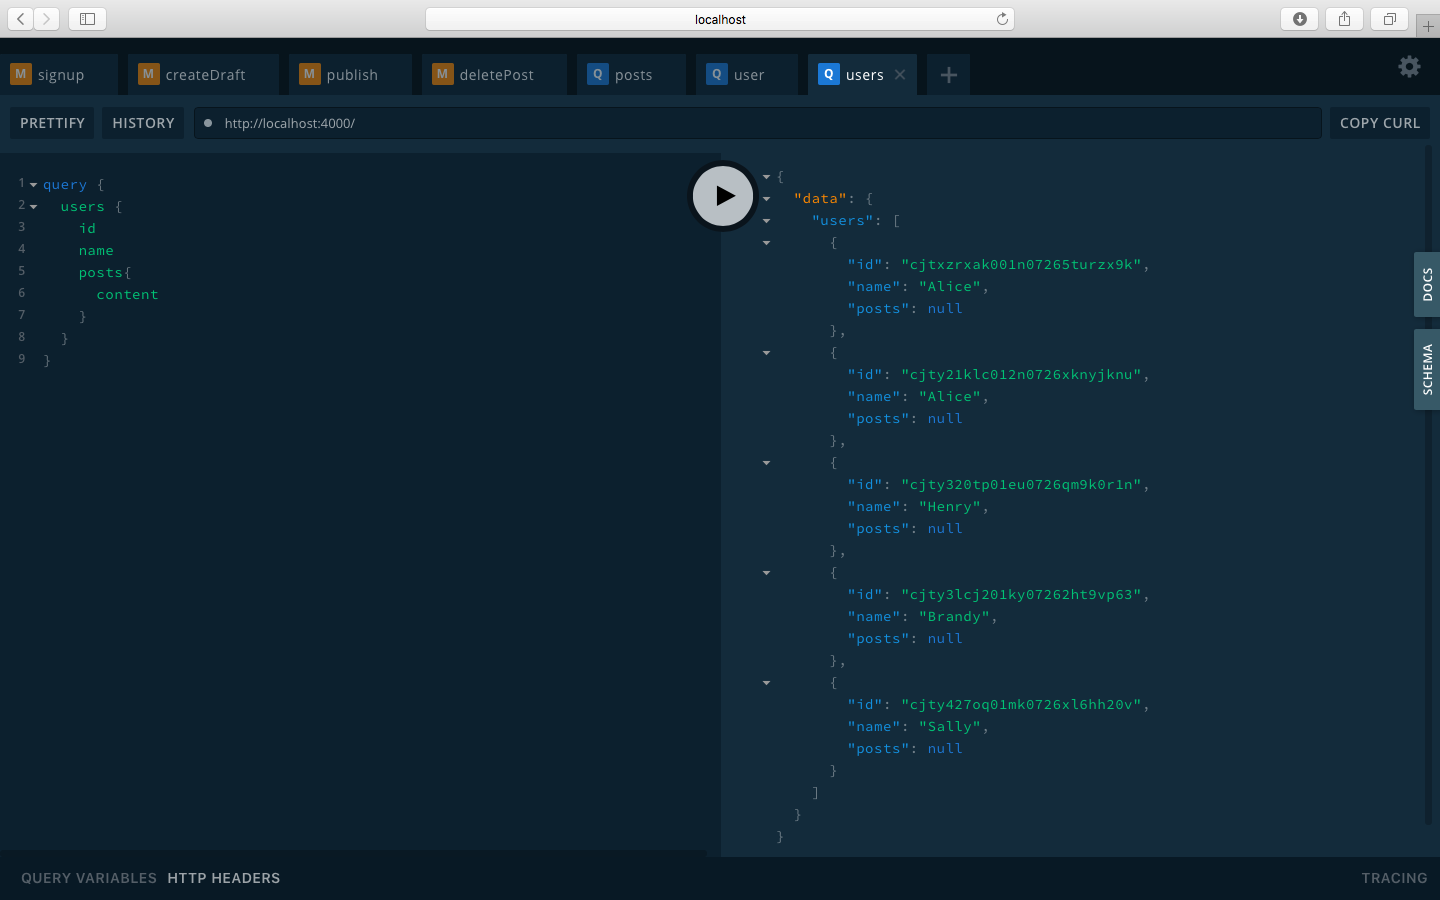 localhost
M signup M createDraft M publish M deletePost Q posts Q user Q users
PRETTIFY HISTORY http://localhost:4000/ COPY CURL
1 query {
2 users {
3 id
4 name
5 posts{
6 content
7 }
8 }
9 }
{
"data": {
"users": [
{
"id": "cjtxzrxak001n07265turzx9k",
"name": "Alice",
"posts": null
},
{
"id": "cjty21klc012n0726xknyjknu",
"name": "Alice",
"posts": null
},
{
"id": "cjty320tp01eu0726qm9k0r1n",
"name": "Henry",
"posts": null
},
{
"id": "cjty3lcj201ky07262ht9vp63",
"name": "Brandy",
"posts": null
},
{
"id": "cjty427oq01mk0726xl6hh20v",
"name": "Sally",
"posts": null
}
]
}
}
DOCS
SCHEMA
QUERY VARIABLES HTTP HEADERS TRACING